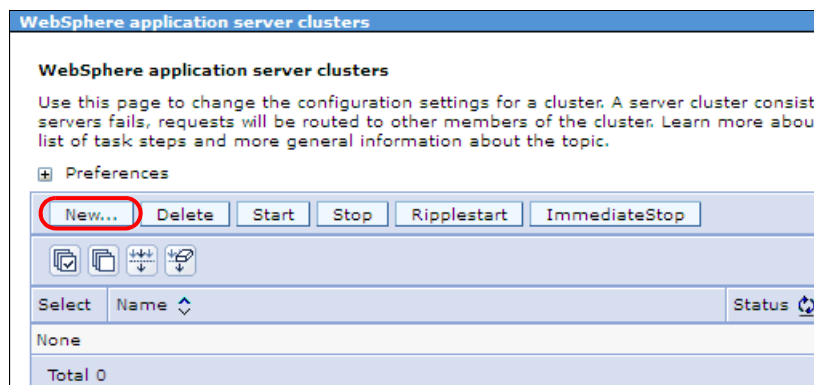 WebSphere application server clusters
WebSphere application server clusters
Use this page to change the configuration settings for a cluster. A server cluster consist
servers fails, requests will be routed to other members of the cluster. Learn more abou
list of task steps and more general information about the topic.
Preferences
New... Delete Start Stop Ripplestart ImmediateStop
Select Name Status
None
Total 0